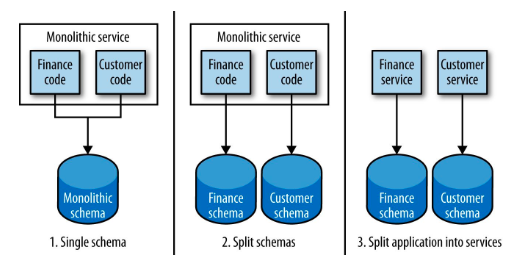 Monolithic service
Finance
code
Customer
code
Monolithic
schema
1. Single schema
Monolithic service
Finance
code
Customer
code
Finance
schema
Customer
schema
2. Split schemas
Finance
service
Customer
service
Finance
schema
Customer
schema
3. Split application into services